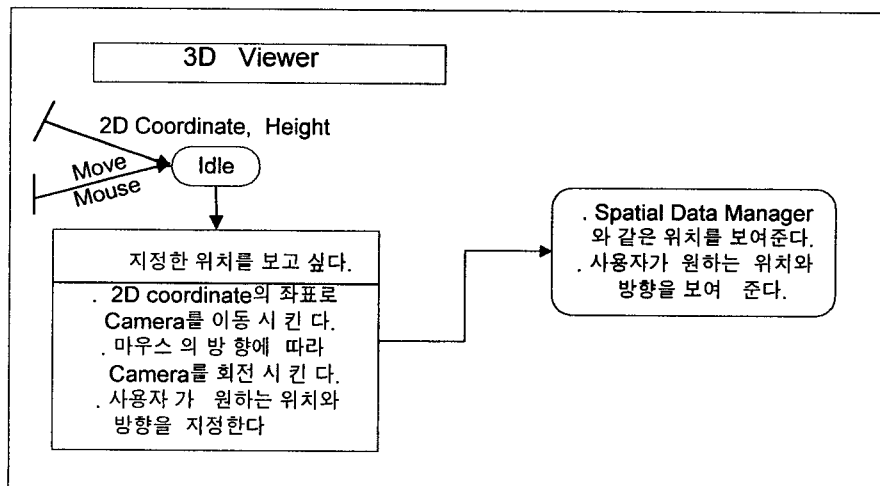 3D Viewer
2D Coordinate, Height
Move
Mouse
Idle
지정한 위치를 보고 싶다.
. 2D coordinate의 좌표로
Camera를 이동 시 킨 다.
. 마우스 의 방 향에 따라
Camera를 회전 시 킨 다.
. 사용자 가 원하는 위치와
방향을 지정한다
. Spatial Data Manager
와 같은 위치를 보여준다.
. 사용자가 원하는 위치와
방향을 보여 준다.